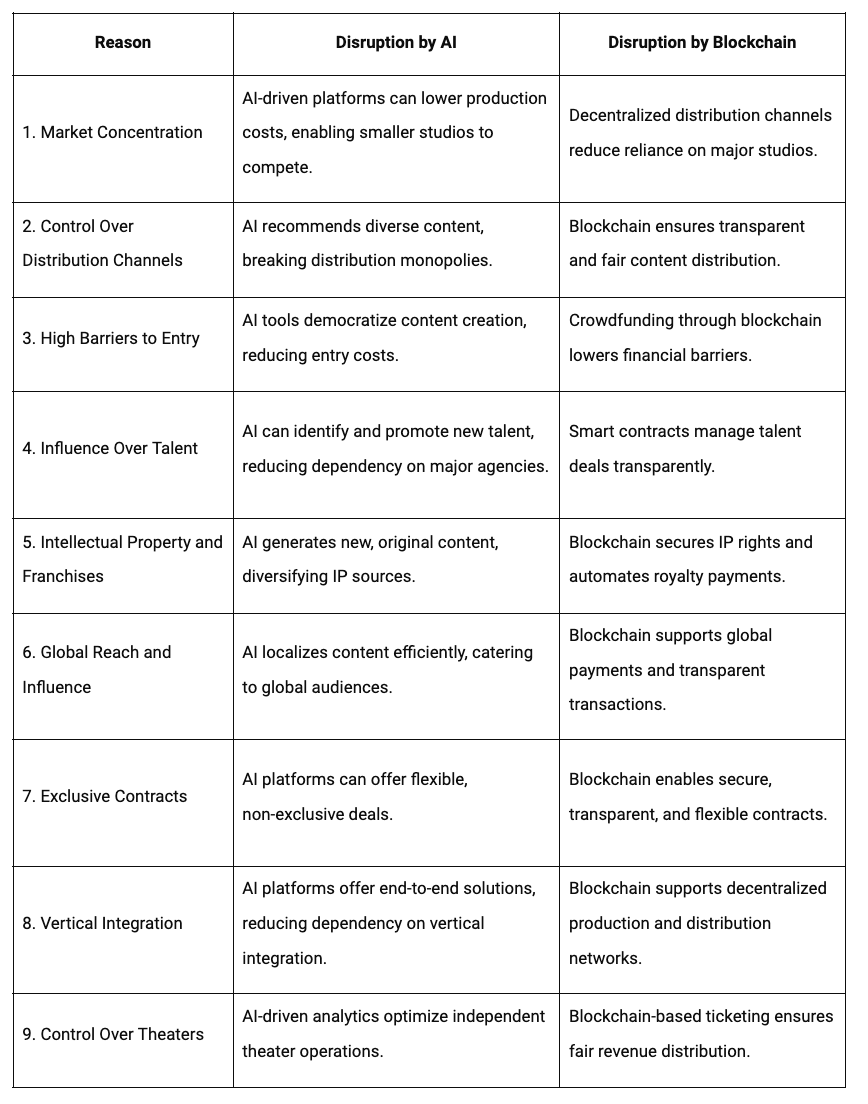 Reason
Disruption by AI
Disruption by Blockchain
1. Market Concentration
AI-driven platforms can lower production
costs, enabling smaller studios to
compete.
Decentralized distribution channels
reduce reliance on major studios.
2. Control Over
Distribution Channels
AI recommends diverse content,
breaking distribution monopolies.
Blockchain ensures transparent
and fair content distribution.
3. High Barriers to Entry
AI tools democratize content creation,
reducing entry costs.
Crowdfunding through blockchain
lowers financial barriers.
4. Influence Over Talent
AI can identify and promote new talent,
reducing dependency on major agencies.
Smart contracts manage talent
deals transparently.
5. Intellectual Property and
Franchises
AI generates new, original content,
diversifying IP sources.
Blockchain secures IP rights and
automates royalty payments.
6. Global Reach and
Influence
AI localizes content efficiently, catering
to global audiences.
Blockchain supports global
payments and transparent
transactions.
7. Exclusive Contracts
AI platforms can offer flexible,
non-exclusive deals.
Blockchain enables secure,
transparent, and flexible contracts.
8. Vertical Integration
AI platforms offer end-to-end solutions,
reducing dependency on vertical
integration.
Blockchain supports decentralized
production and distribution
networks.
9. Control Over Theaters
AI-driven analytics optimize independent
theater operations.
Blockchain-based ticketing ensures
fair revenue distribution.